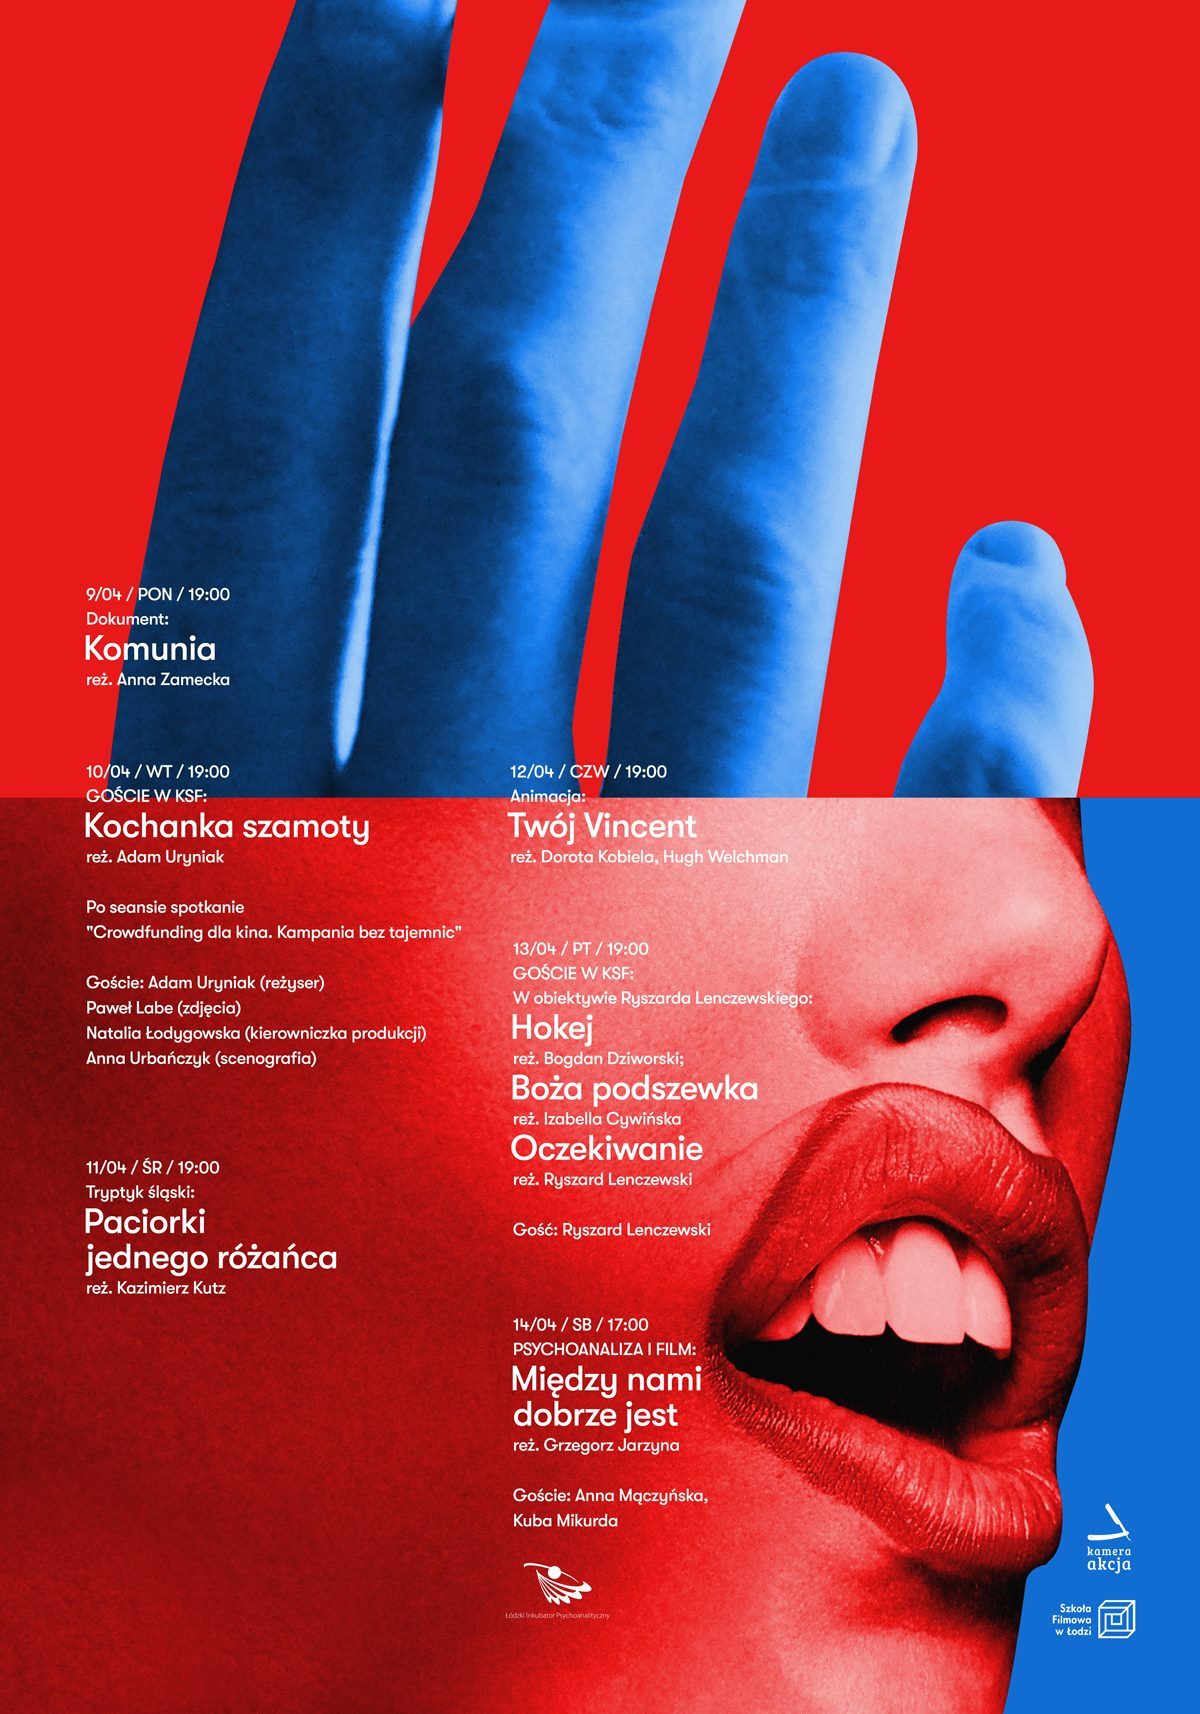 9/04 / PON / 19:00
Dokument:
Komunia
reż. Anna Zamecka
10/04 / WT / 19:00
GOŚCIE W KSF:
Kochanka szamoty
reż. Adam Uryniak
Po seansie spotkanie
"Crowdfunding dla kina. Kampania bez tajemnic"
Goście: Adam Uryniak (reżyser)
Paweł Labe (zdjęcia)
Natalia Łodygowska (kierowniczka produkcji)
Anna Urbańczyk (scenografia)
11/04 / ŚR / 19:00
Tryptyk śląski:
Paciorki
jednego różańca
reż. Kazimierz Kutz
12/04 / CZW / 19:00
Animacja:
Twój Vincent
reż. Dorota Kobiela, Hugh Welchman
13/04 / PT / 19:00
GOŚCIE W KSF:
W obiektywie Ryszarda Lenczewskiego:
Hokej
reż. Bogdan Dziworski;
Boża podszewka
reż. Izabella Cywińska
Oczekiwanie
reż. Ryszard Lenczewski
Gość: Ryszard Lenczewski
14/04 / SB / 17:00
PSYCHOANALIZA I FILM:
Między nami
dobrze jest
reż. Grzegorz Jarzyna
Goście: Anna Mączyńska,
Kuba Mikurda
Łódzki Inkubator Psychoanalityczny
kamera
akcja
Szkoła
Filmowa
w Łodzi